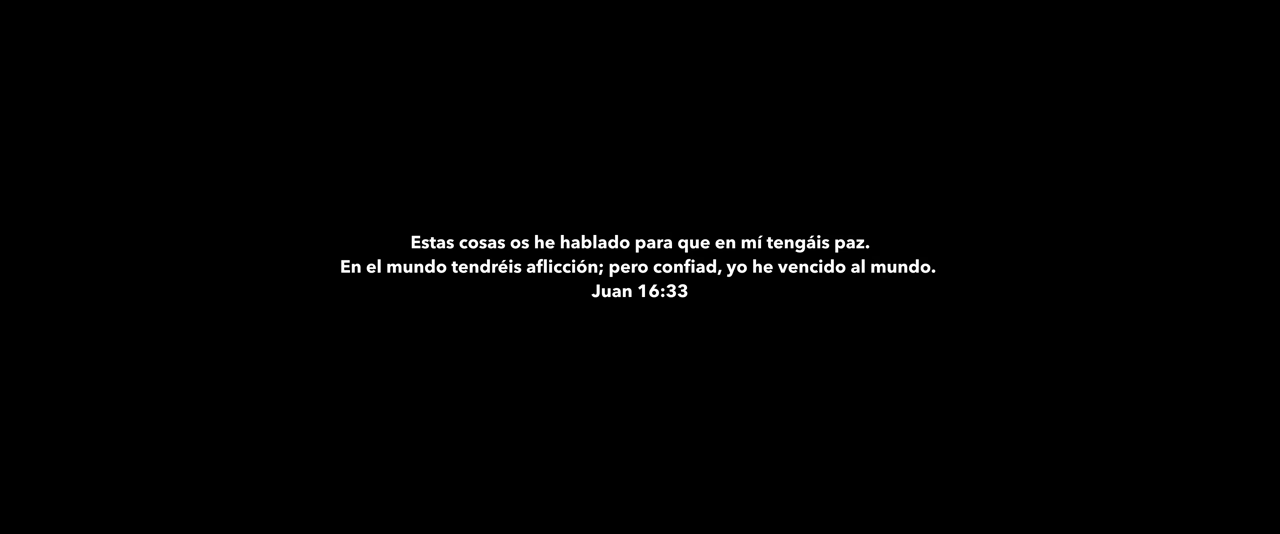 Estas cosas os he hablado para que en mí tengáis paz.
En el mundo tendréis aflicción; pero confiad, yo he vencido al mundo.
Juan 16:33